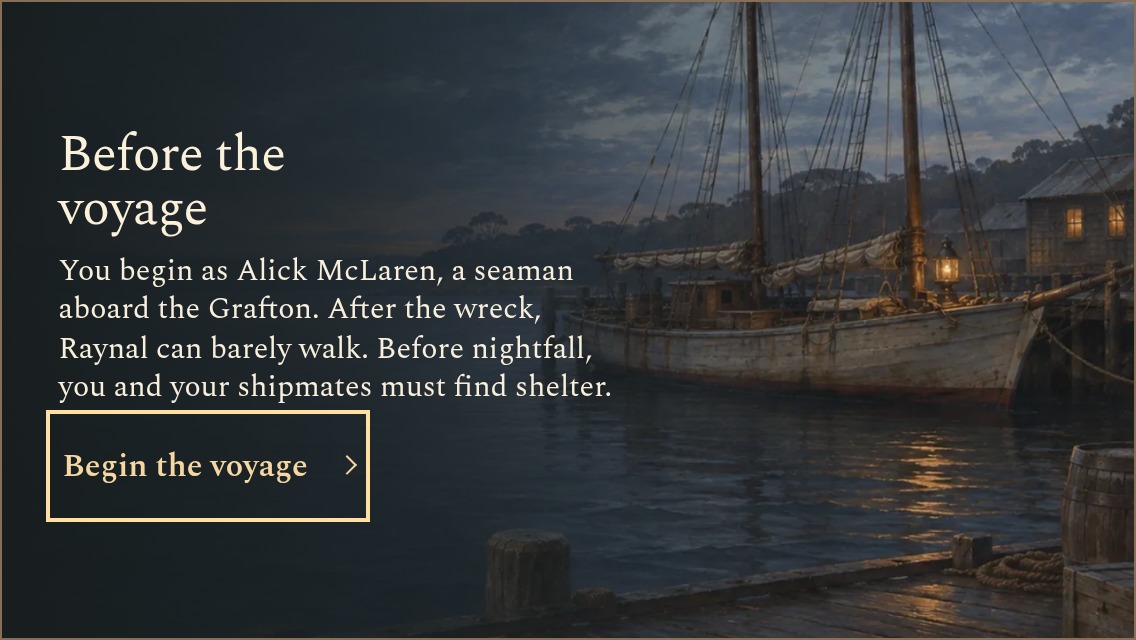 Before the
voyage
You begin as Alick McLaren, a seaman
aboard the Grafton. After the wreck,
Raynal can barely walk. Before nightfall,
you and your shipmates must find shelter.
Begin the voyage